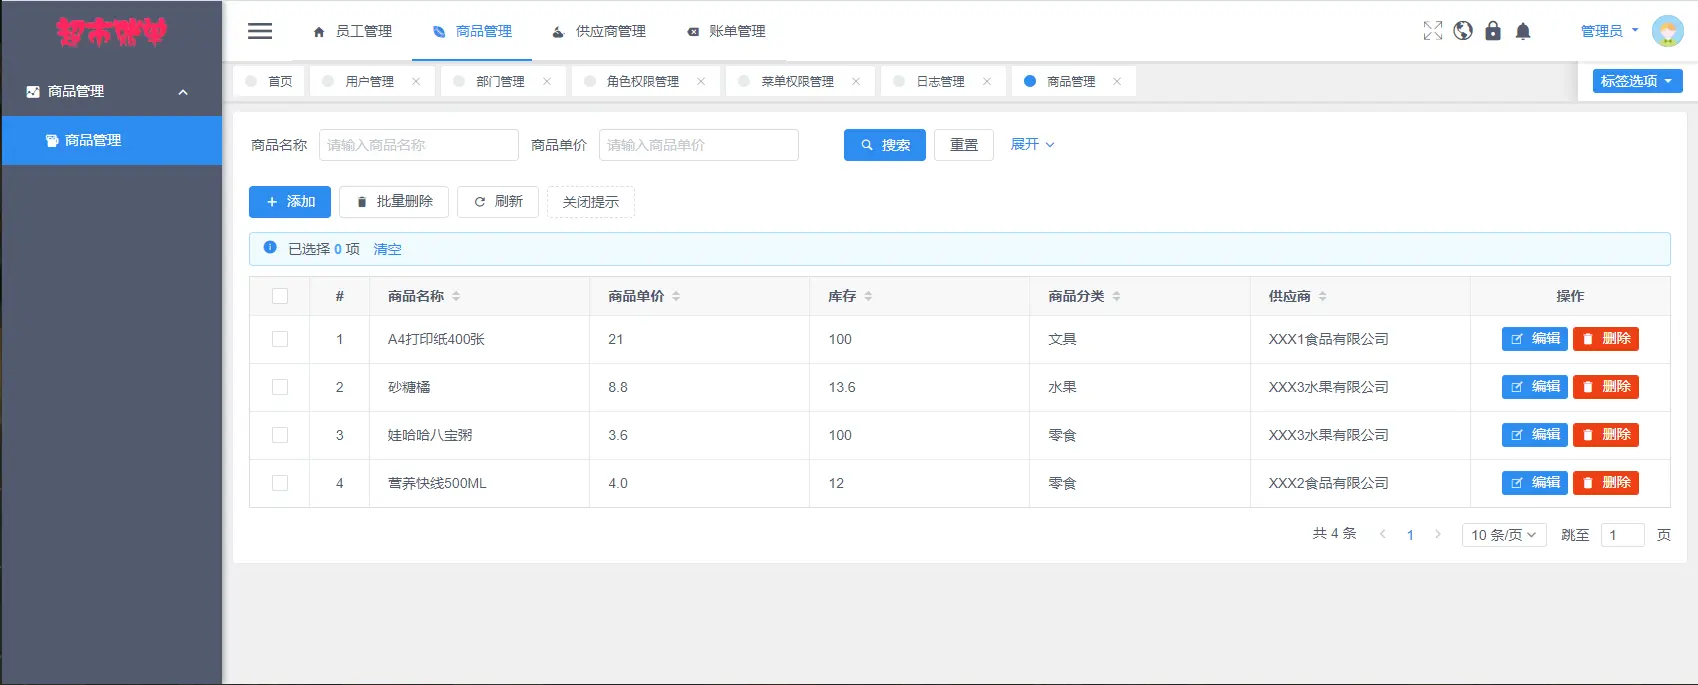 超市账单
员工管理 商品管理 供应商管理 账单管理 管理员
首页 用户管理 部门管理 角色权限管理 菜单权限管理 日志管理 商品管理 标签选项
商品管理
商品管理
商品名称 请输入商品名称 商品单价 请输入商品单价 搜索 重置 展开
添加 批量删除 刷新 关闭提示
已选择 0 项 清空
# 商品名称 商品单价 库存 商品分类 供应商 操作
1 A4打印纸400张 21 100 文具 XXX1食品有限公司 编辑 删除
2 砂糖橘 8.8 13.6 水果 XXX3水果有限公司 编辑 删除
3 娃哈哈八宝粥 3.6 100 零食 XXX3水果有限公司 编辑 删除
4 营养快线500ML 4.0 12 零食 XXX2食品有限公司 编辑 删除
共 4 条 1 10 条/页 跳至 1 页